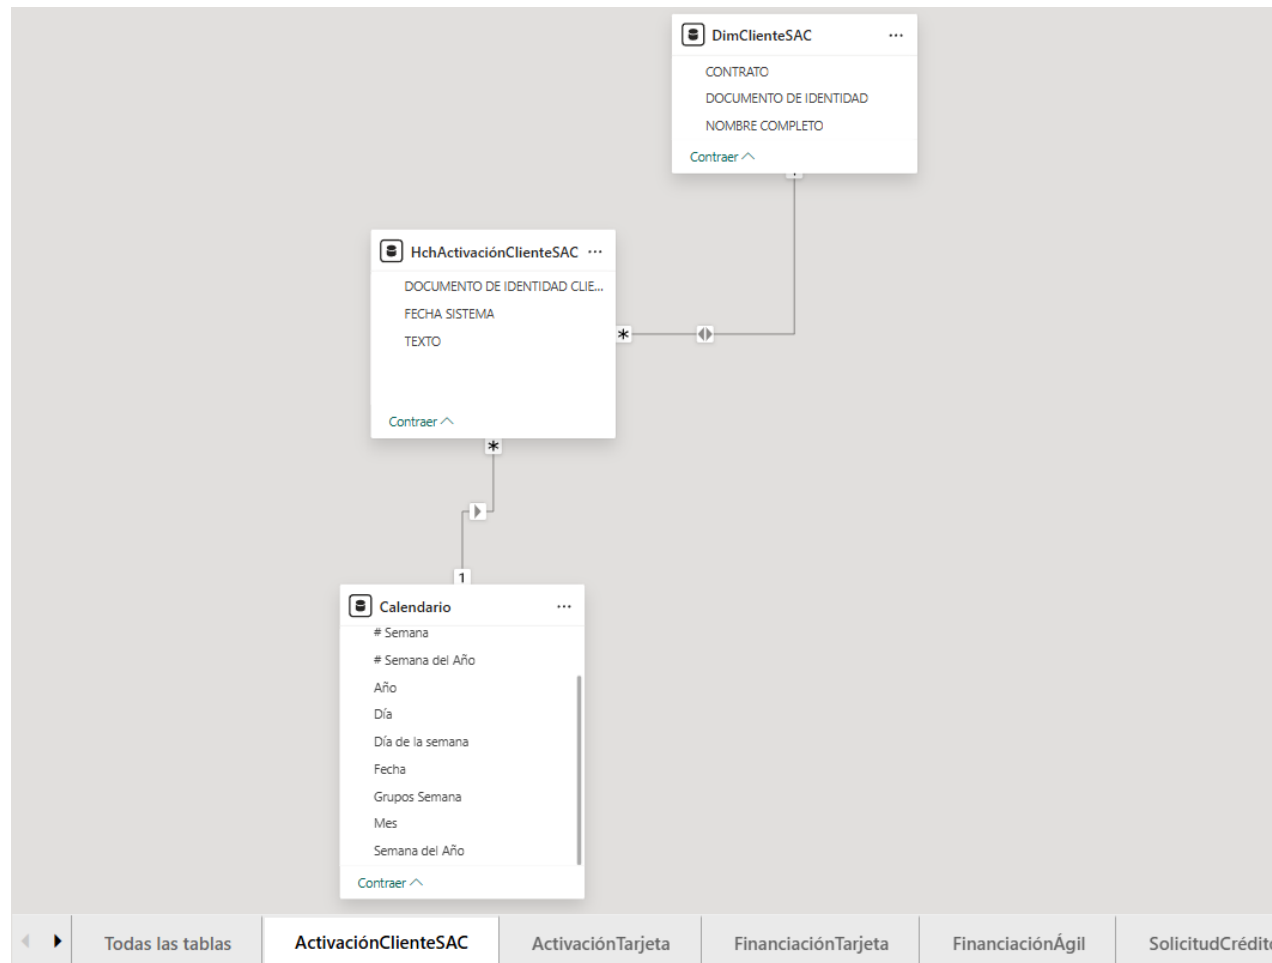 DimClienteSAC
CONTRATO
DOCUMENTO DE IDENTIDAD
NOMBRE COMPLETO
Contraer
HchActivaciónClienteSAC
DOCUMENTO DE IDENTIDAD CLIE...
FECHA SISTEMA
TEXTO
Contraer
*
*
1
Calendario
# Semana
# Semana del Año
Año
Día
Día de la semana
Fecha
Grupos Semana
Mes
Semana del Año
Contraer
Todas las tablas
ActivaciónClienteSAC
ActivaciónTarjeta
FinanciaciónTarjeta
FinanciaciónÁgil
SolicitudCrédito